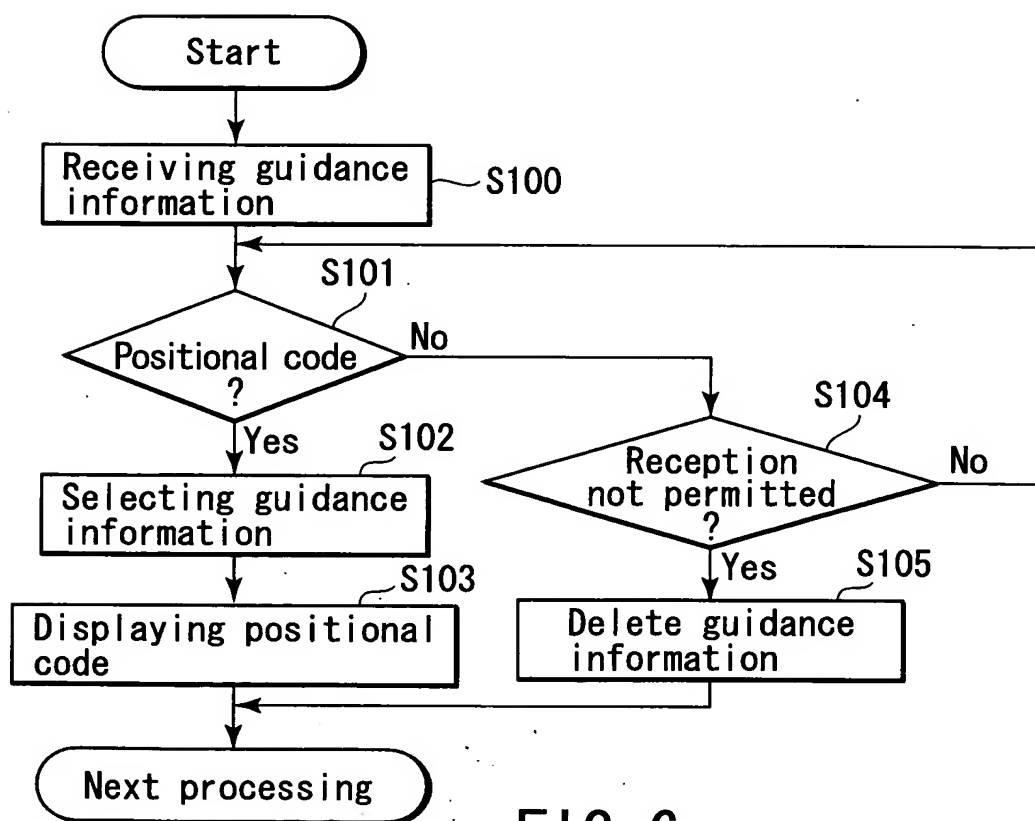 Start
Receiving guidance
information
S100
S101
Positional code
?
No
Yes
S102
Selecting guidance
information
S103
Displaying positional
code
S104
Reception
not permitted
?
No
Yes
S105
Delete guidance
information
Next processing